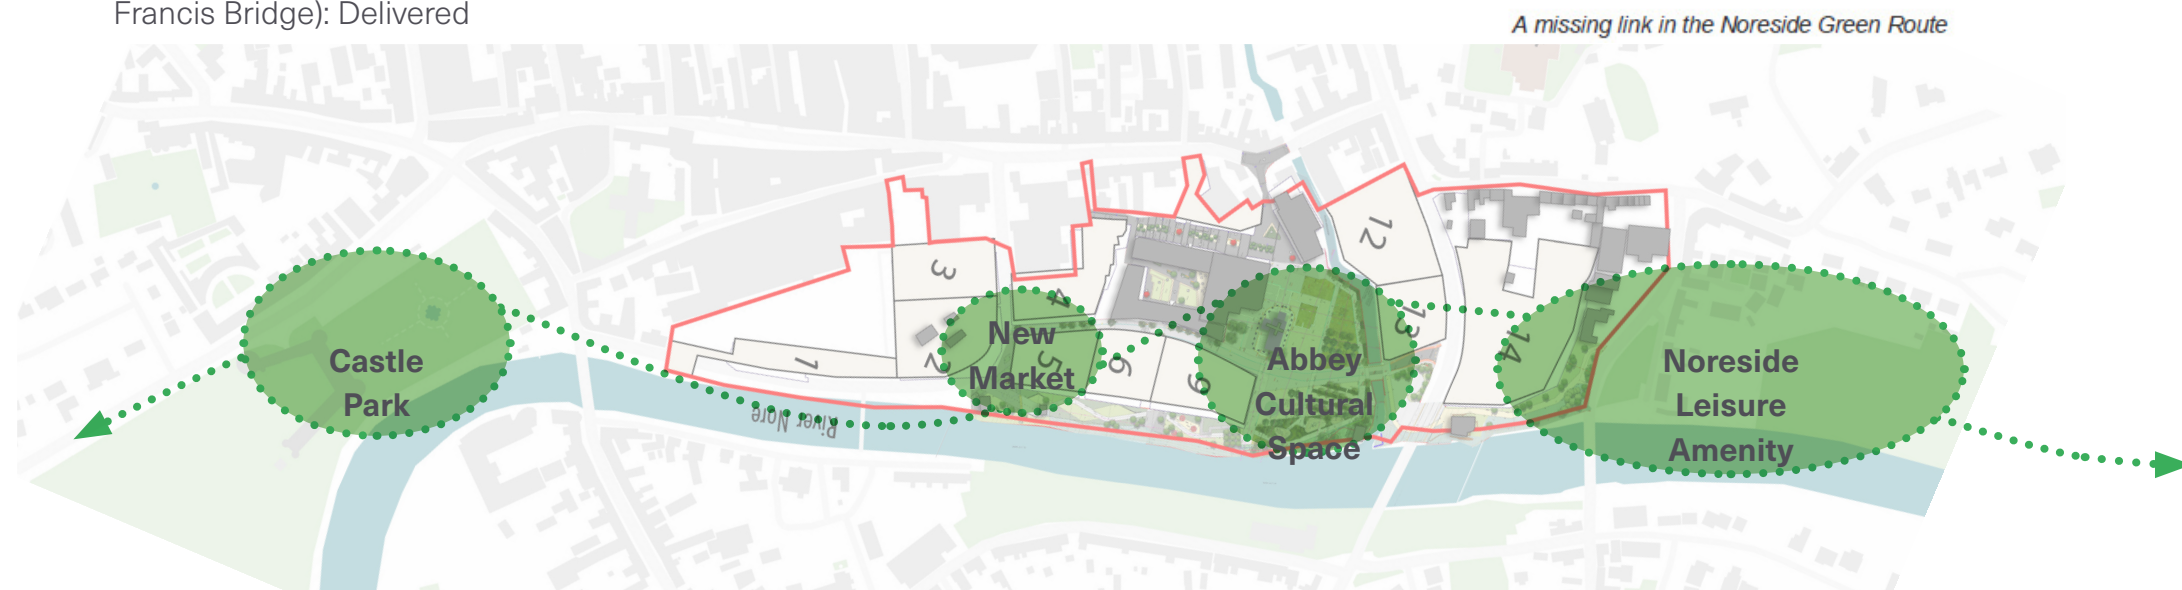 Francis Bridge): Delivered
A missing link in the Noreside Green Route
12
3
4
New
Market
1
2
5
6
9
13
14
Castle
Park
Abbey
Cultural
Space
Noreside
Leisure
Amenity
River Nore